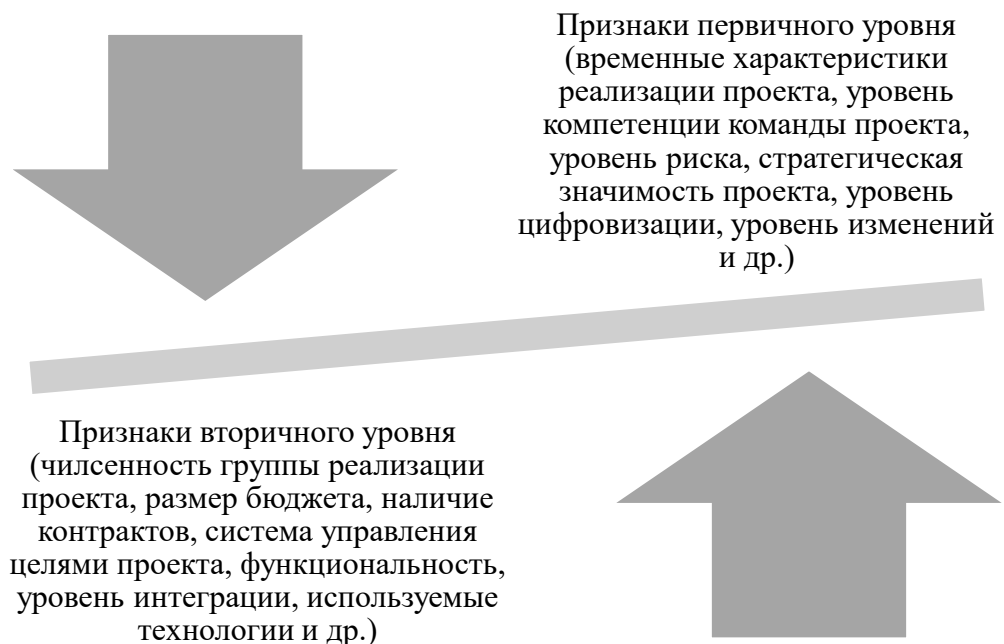 Признаки первичного уровня
(временные характеристики
реализации проекта, уровень
компетенции команды проекта,
уровень риска, стратегическая
значимость проекта, уровень
цифровизации, уровень изменений
и др.)
Признаки вторичного уровня
(чилсенность группы реализации
проекта, размер бюджета, наличие
контрактов, система управления
целями проекта, функциональность,
уровень интеграции, используемые
технологии и др.)